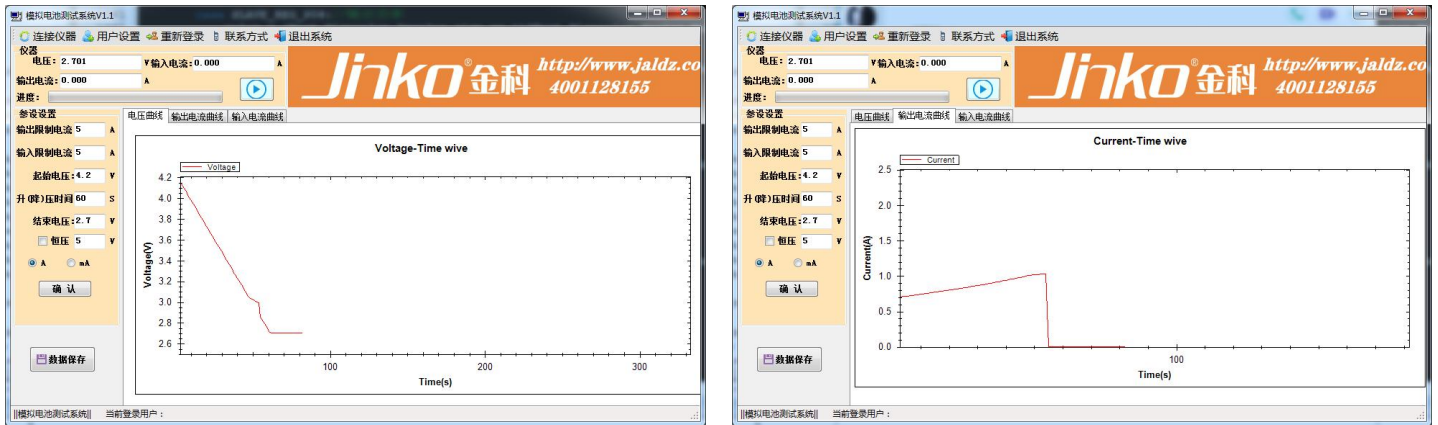 模拟电池测试系统V1.1
连接仪器 用户设置 重新登录 联系方式 退出系统
仪器
电压: 2.701 V 输入电流: 0.000 A
输出电流: 0.000 A
进度:
Jinko®金科 http://www.jaldz.co
4001128155
参设设置
输出限制电流 5 A
输入限制电流 5 A
起始电压: 4.2 V
升(降)压时间 60 S
结束电压: 2.7 V
恒压 5 V
A mA
确 认
数据保存
电压曲线 输出电流曲线 输入电流曲线
Voltage-Time wive
Voltage
4.2
4.0
3.8
3.6
3.4
3.2
3.0
2.8
2.6
Voltage(V)
100 200 300
Time(s)
||模拟电池测试系统|| 当前登录用户：
模拟电池测试系统V1.1
连接仪器 用户设置 重新登录 联系方式 退出系统
仪器
电压: 2.701 V 输入电流: 0.000 A
输出电流: 0.000 A
进度:
Jinko®金科 http://www.jaldz.co
4001128155
参设设置
输出限制电流 5 A
输入限制电流 5 A
起始电压: 4.2 V
升(降)压时间 60 S
结束电压: 2.7 V
恒压 5 V
A mA
确 认
数据保存
电压曲线 输出电流曲线 输入电流曲线
Current-Time wive
Current
2.5
2.0
1.5
1.0
0.5
0.0
Current(A)
100
Time(s)
||模拟电池测试系统|| 当前登录用户：